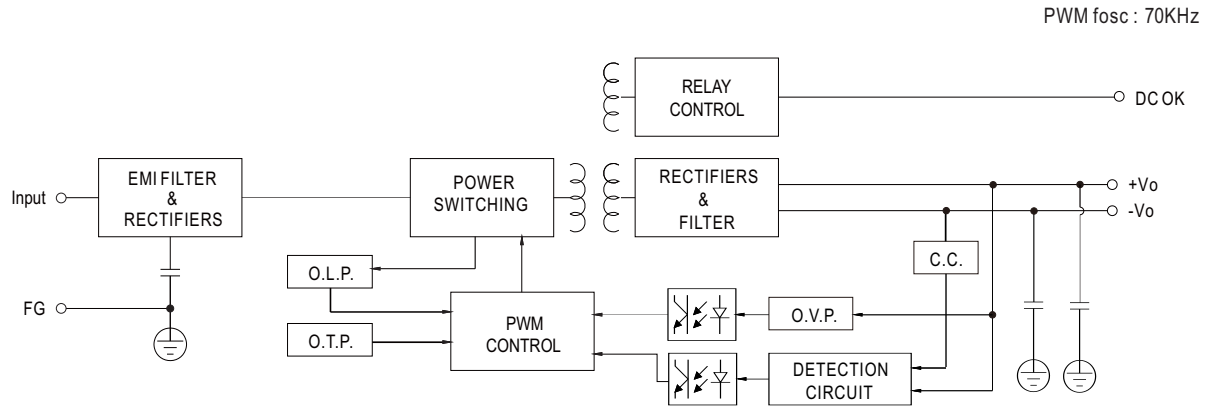 PWM fosc : 70KHz
RELAY
CONTROL
DC OK
EMI FILTER
&
RECTIFIERS
POWER
SWITCHING
RECTIFIERS
&
FILTER
Input
+Vo
-Vo
C.C.
O.L.P.
FG
PWM
CONTROL
O.V.P.
O.T.P.
DETECTION
CIRCUIT